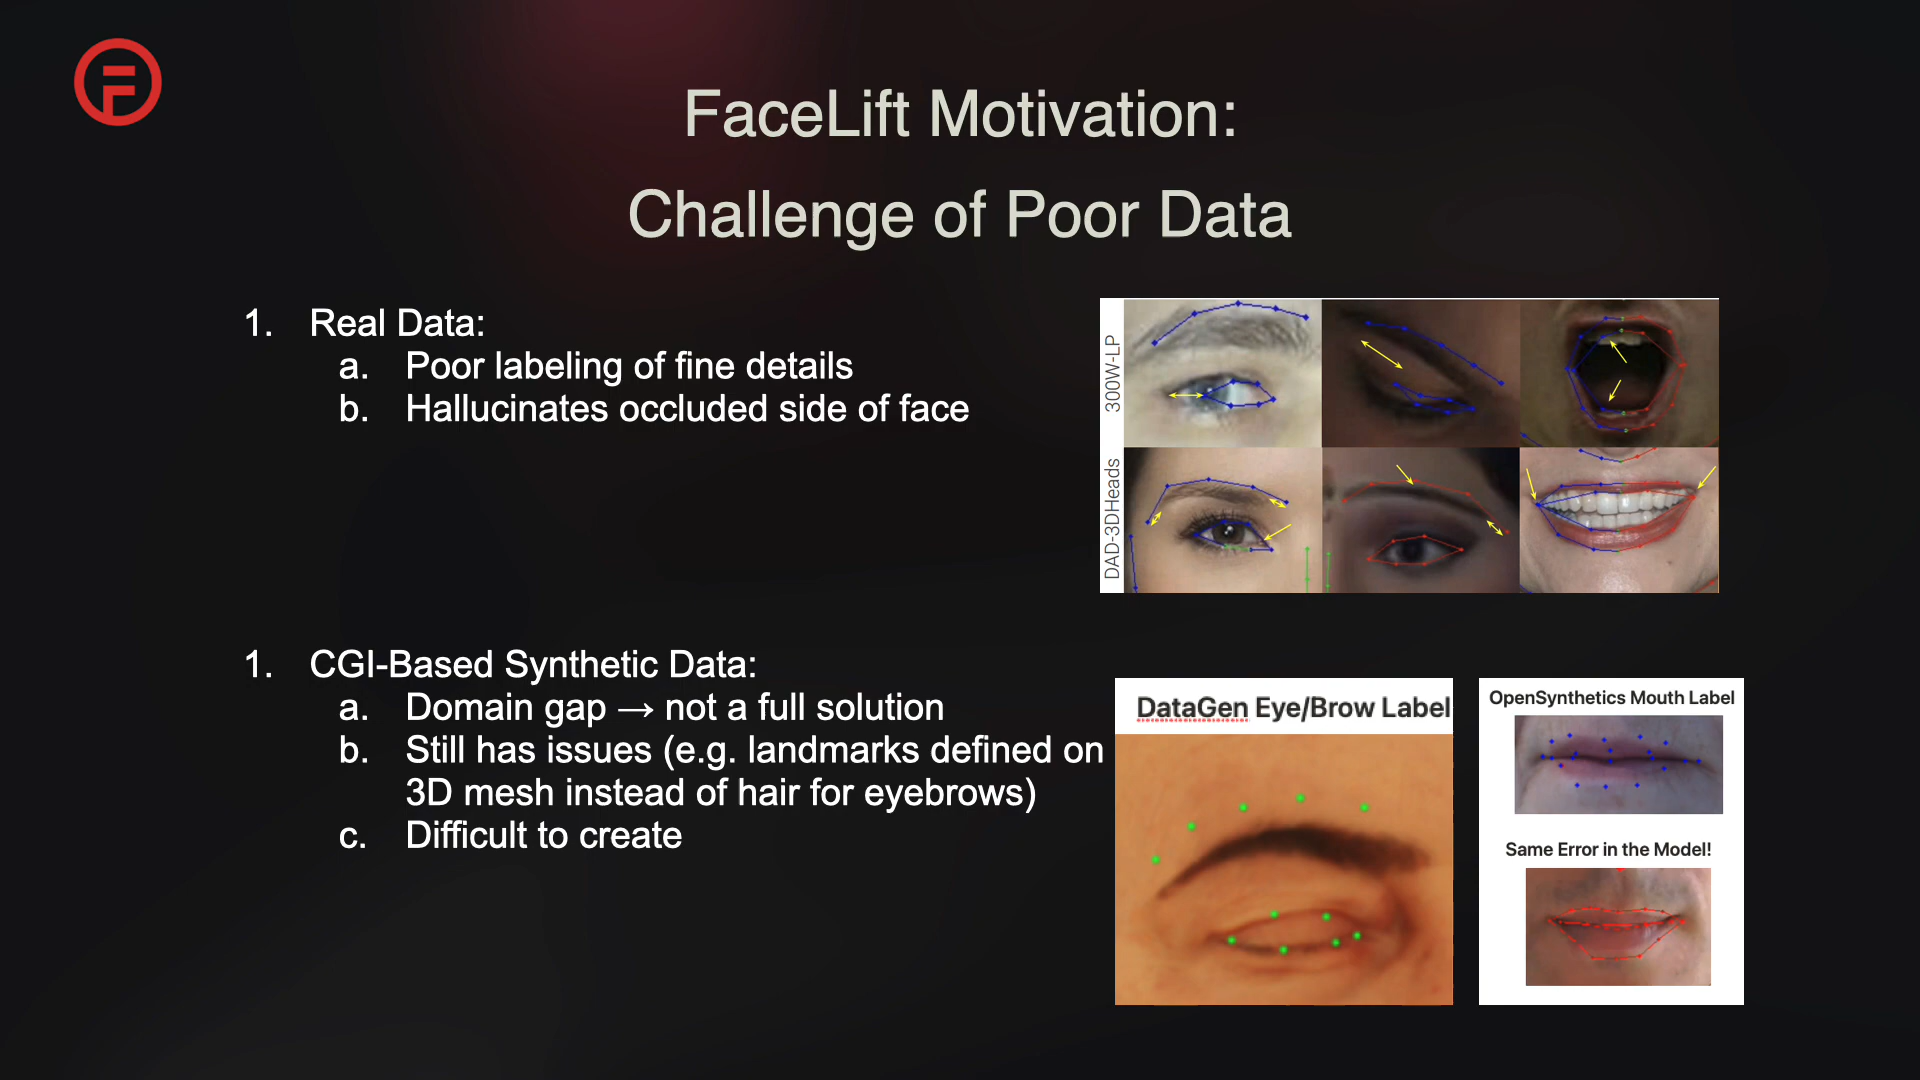 F
FaceLift Motivation:
Challenge of Poor Data
1. Real Data:
a. Poor labeling of fine details
b. Hallucinates occluded side of face
300W-LP
DAD-3DHeads
1. CGI-Based Synthetic Data:
a. Domain gap → not a full solution
b. Still has issues (e.g. landmarks defined on
3D mesh instead of hair for eyebrows)
c. Difficult to create
DataGen Eye/Brow Label
OpenSynthetics Mouth Label
Same Error in the Model!